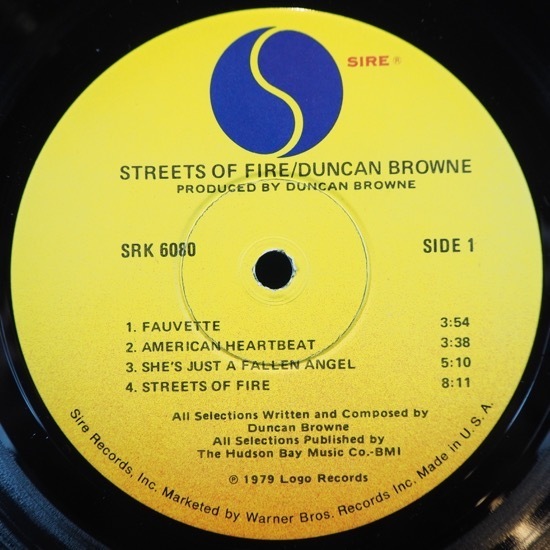 SIRE ®
STREETS OF FIRE/DUNCAN BROWNE
PRODUCED BY DUNCAN BROWNE
SRK 6080 SIDE 1
1. FAUVETTE 3:54
2. AMERICAN HEARTBEAT 3:38
3. SHE'S JUST A FALLEN ANGEL 5:10
4. STREETS OF FIRE 8:11
All Selections Written and Composed by
Duncan Browne
All Selections Published by
The Hudson Bay Music Co.-BMI
℗ 1979 Logo Records
Sire Records, Inc. Marketed by Warner Bros. Records Inc. Made in U.S.A.